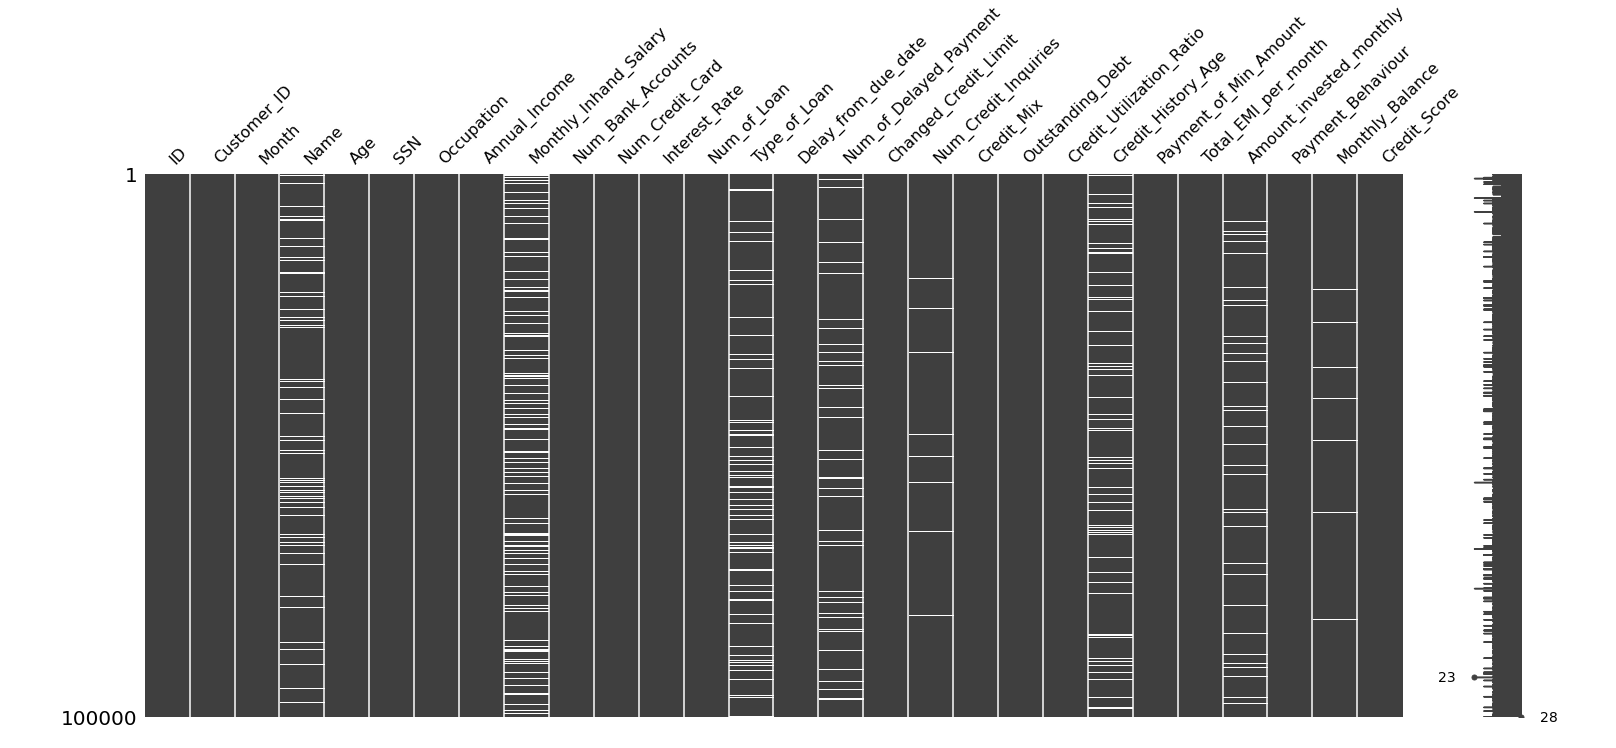 ID
Customer_ID
Month
Name
Age
SSN
Occupation
Annual_Income
Monthly_Inhand_Salary
Num_Bank_Accounts
Num_Credit_Card
Interest_Rate
Num_of_Loan
Type_of_Loan
Delay_from_due_date
Num_of_Delayed_Payment
Changed_Credit_Limit
Num_Credit_Inquiries
Credit_Mix
Outstanding_Debt
Credit_Utilization_Ratio
Credit_History_Age
Payment_of_Min_Amount
Total_EMI_per_month
Amount_invested_monthly
Payment_Behaviour
Monthly_Balance
Credit_Score
1
23
100000
28